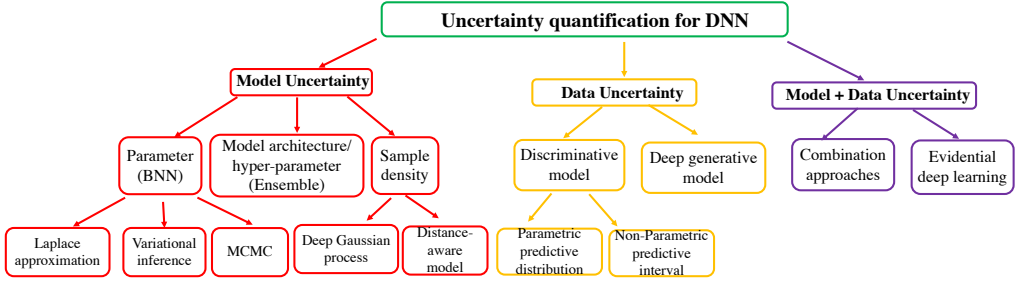 Uncertainty quantification for DNN
Model Uncertainty
Data Uncertainty
Model + Data Uncertainty
Parameter
(BNN)
Model architecture/
hyper-parameter
(Ensemble)
Sample
density
Discriminative
model
Deep generative
model
Combination
approaches
Evidential
deep learning
Laplace
approximation
Variational
inference
MCMC
Deep Gaussian
process
Distance-
aware
model
Parametric
predictive
distribution
Non-Parametric
predictive
interval